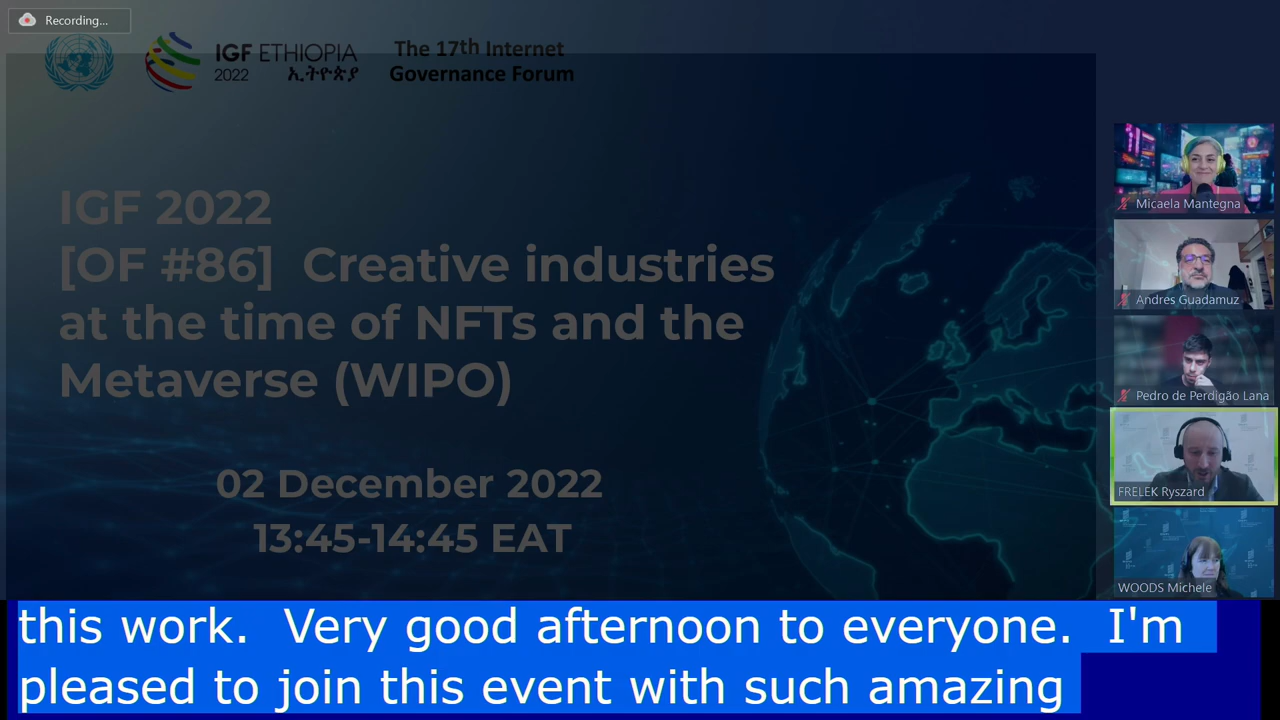 Recording...
IGF ETHIOPIA
2022 ኢትዮጵያ
The 17th Internet
Governance Forum
IGF 2022
[OF #86] Creative industries
at the time of NFTs and the
Metaverse (WIPO)
02 December 2022
13:45-14:45 EAT
Micaela Mantegna
Andres Guadamuz
Pedro de Perdigão Lana
FRELEK Ryszard
WOODS Michele
this work. Very good afternoon to everyone. I'm
pleased to join this event with such amazing